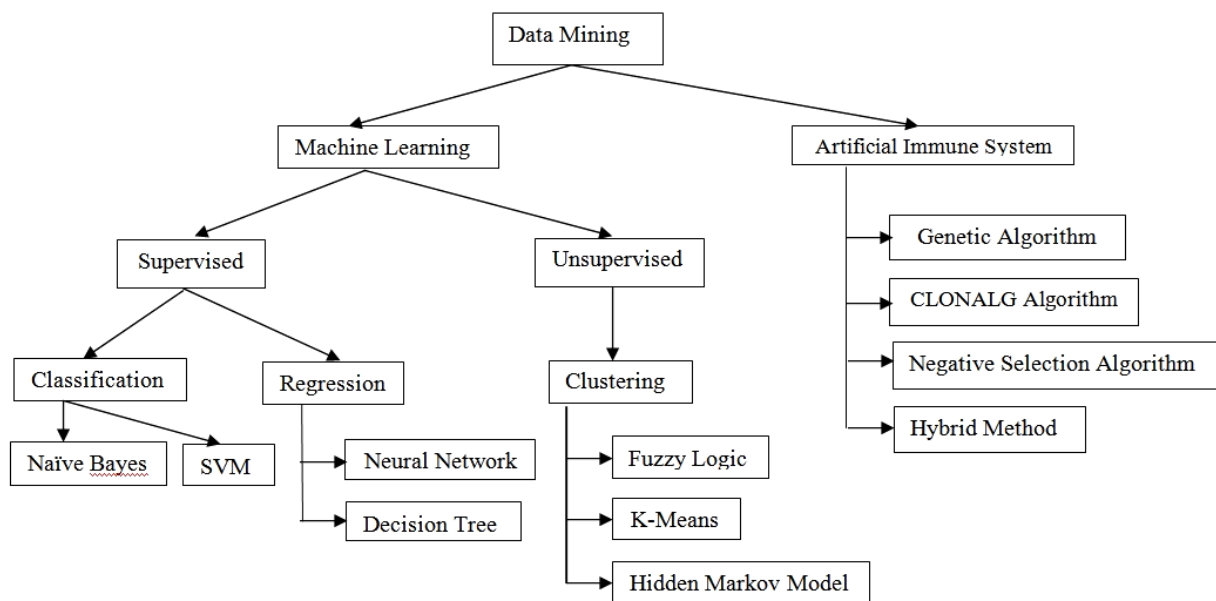 Data Mining
Machine Learning
Artificial Immune System
Supervised
Unsupervised
Genetic Algorithm
CLONALG Algorithm
Negative Selection Algorithm
Hybrid Method
Classification
Regression
Clustering
Naïve Bayes
SVM
Neural Network
Decision Tree
Fuzzy Logic
K-Means
Hidden Markov Model